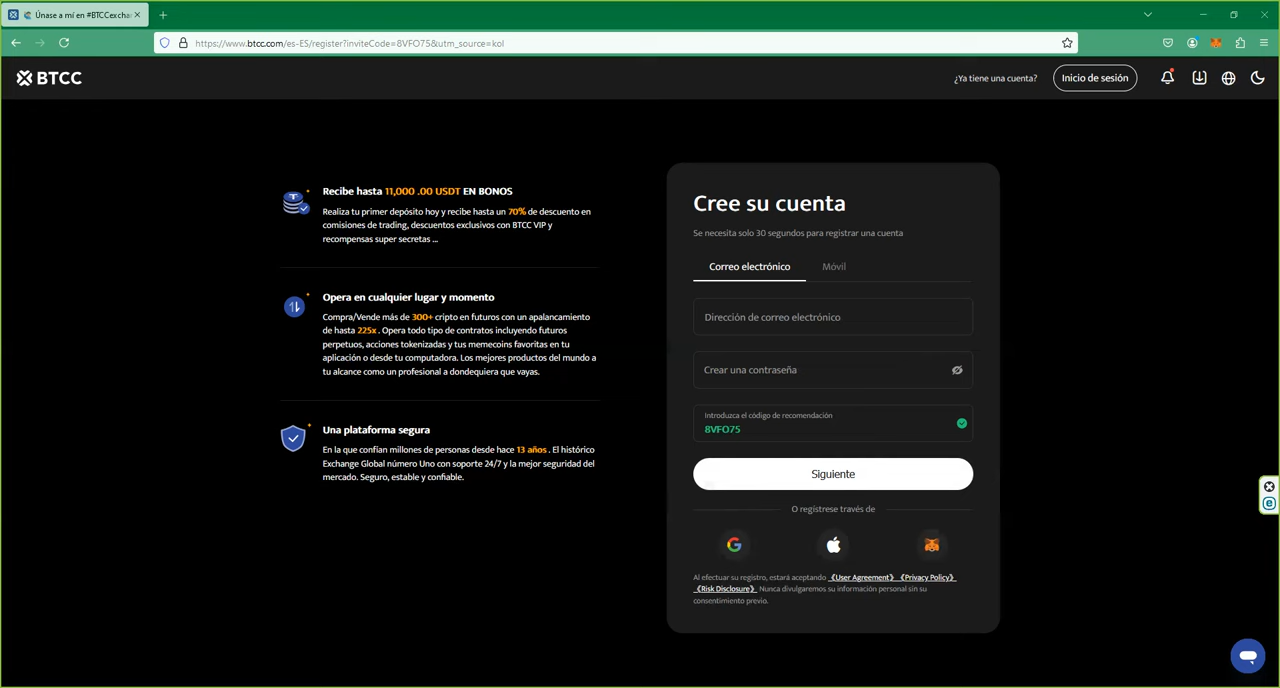 Únase a mí en #BTCCexcha
https://www.btcc.com/es-ES/register?inviteCode=8VFO75&utm_source=kol
BTCC
¿Ya tiene una cuenta?
Inicio de sesión
Recibe hasta 11,000 .00 USDT EN BONOS
Realiza tu primer depósito hoy y recibe hasta un 70% de descuento en
comisiones de trading, descuentos exclusivos con BTCC VIP y
recompensas super secretas ...
Opera en cualquier lugar y momento
Compra/Vende más de 300+ cripto en futuros con un apalancamiento
de hasta 225x . Opera todo tipo de contratos incluyendo futuros
perpetuos, acciones tokenizadas y tus memecoins favoritas en tu
aplicación o desde tu computadora. Los mejores productos del mundo a
tu alcance como un profesional a dondequiera que vayas.
Una plataforma segura
En la que confían millones de personas desde hace 13 años . El histórico
Exchange Global número Uno con soporte 24/7 y la mejor seguridad del
mercado. Seguro, estable y confiable.
Cree su cuenta
Se necesita solo 30 segundos para registrar una cuenta
Correo electrónico
Móvil
Dirección de correo electrónico
Crear una contraseña
Introduzca el código de recomendación
8VFO75
Siguiente
O regístrese través de
Al efectuar su registro, estará aceptando 《User Agreement》 《Privacy Policy》
《Risk Disclosure》 Nunca divulgaremos su información personal sin su
consentimiento previo.